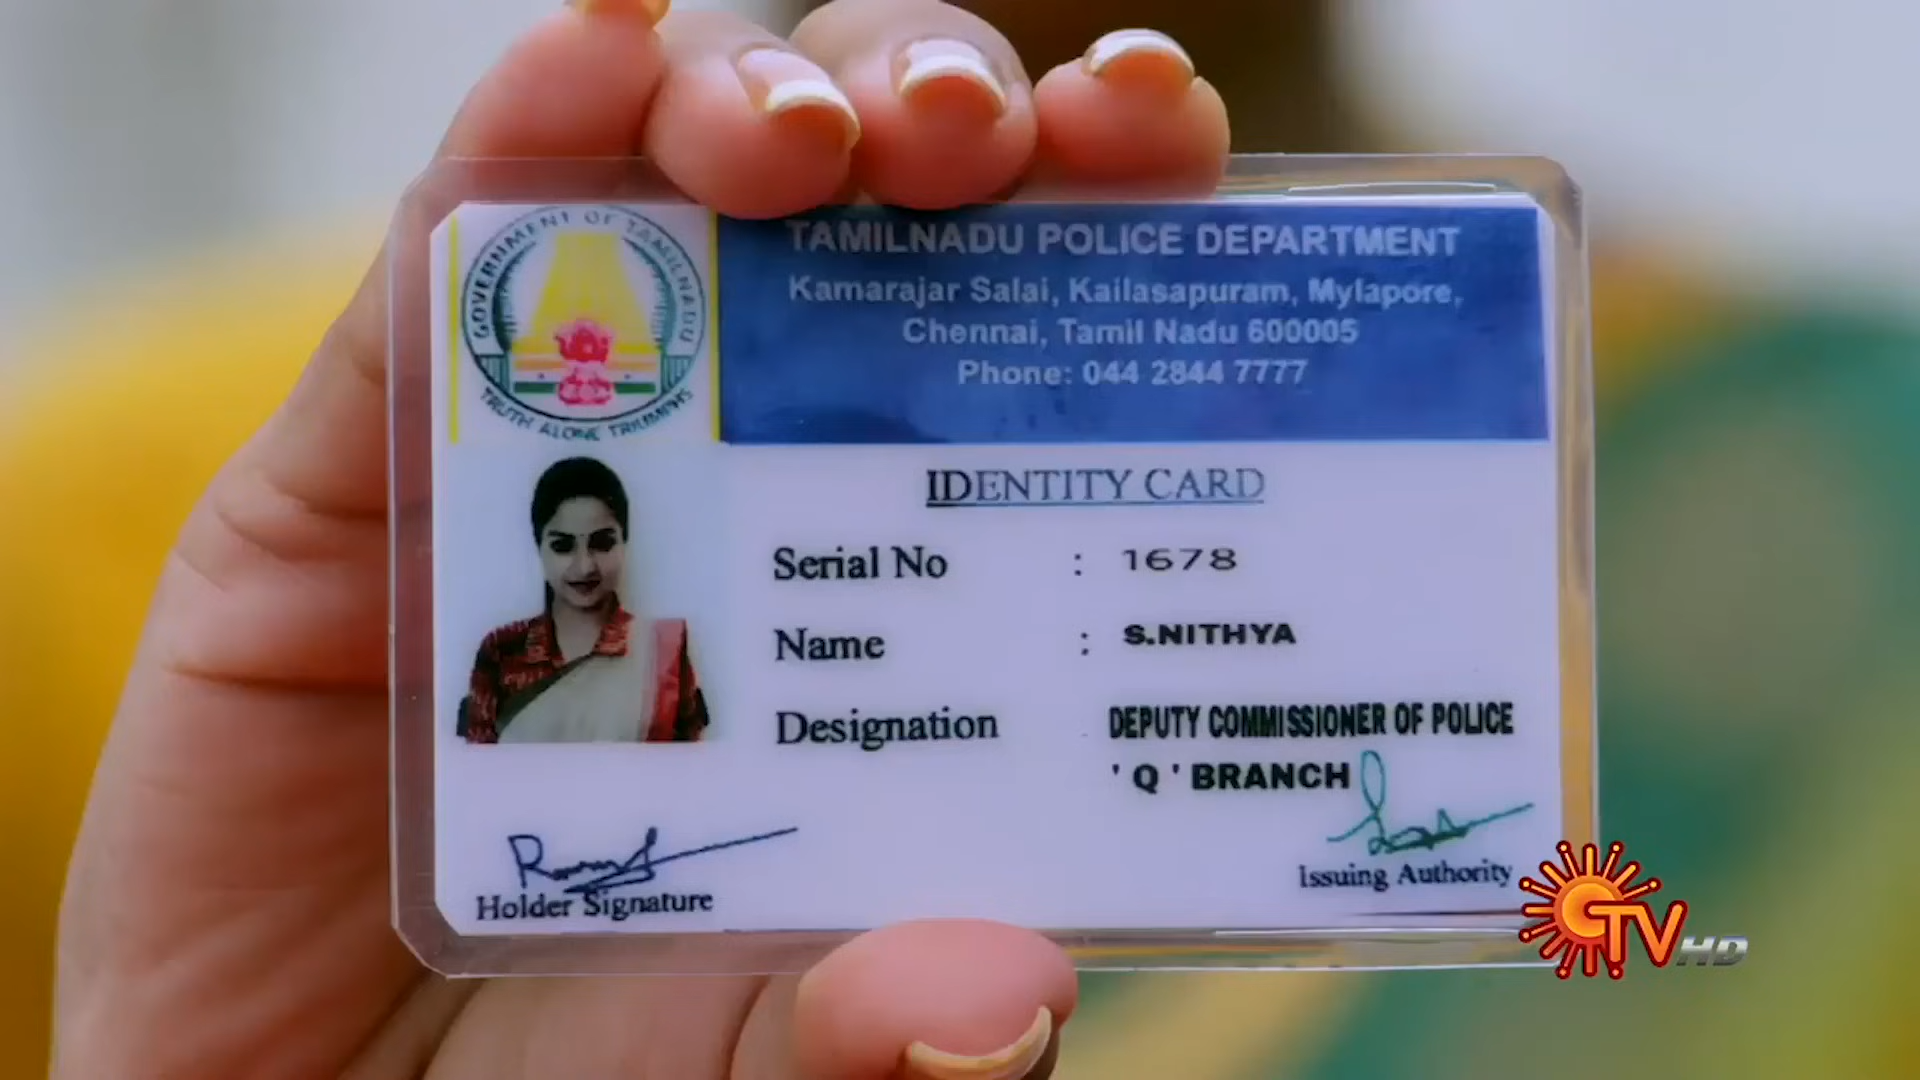 GOVERNMENT OF TAMILNADU
TRUTH ALONE TRIUMPHS
TAMILNADU POLICE DEPARTMENT
Kamarajar Salai, Kailasapuram, Mylapore,
Chennai, Tamil Nadu 600005
Phone: 044 2844 7777
IDENTITY CARD
Serial No : 1678
Name : S.NITHYA
Designation DEPUTY COMMISSIONER OF POLICE
' Q ' BRANCH
Holder Signature
Issuing Authority
TV HD